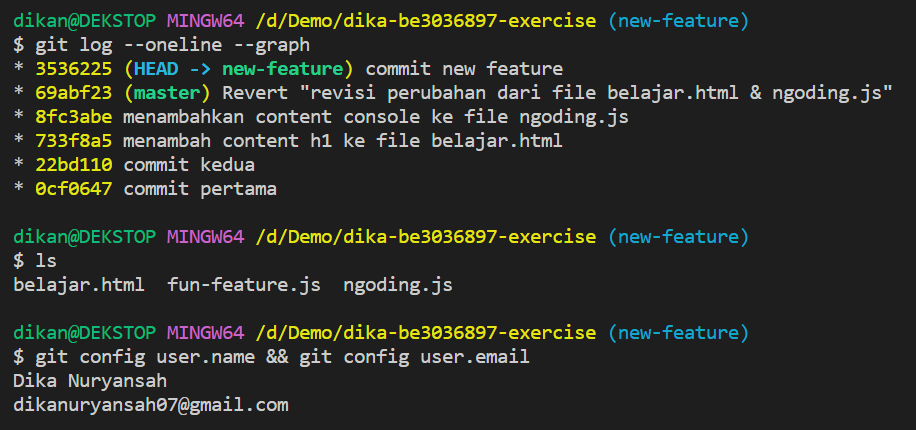 dikan@DEKSTOP MINGW64 /d/Demo/dika-be3036897-exercise (new-feature)
$ git log --oneline --graph
* 3536225 (HEAD -> new-feature) commit new feature
* 69abf23 (master) Revert "revisi perubahan dari file belajar.html & ngoding.js"
* 8fc3abe menambahkan content console ke file ngoding.js
* 733f8a5 menambah content h1 ke file belajar.html
* 22bd110 commit kedua
* 0cf0647 commit pertama
dikan@DEKSTOP MINGW64 /d/Demo/dika-be3036897-exercise (new-feature)
$ ls
belajar.html  fun-feature.js  ngoding.js
dikan@DEKSTOP MINGW64 /d/Demo/dika-be3036897-exercise (new-feature)
$ git config user.name && git config user.email
Dika Nuryansah
dikanuryansah07@gmail.com